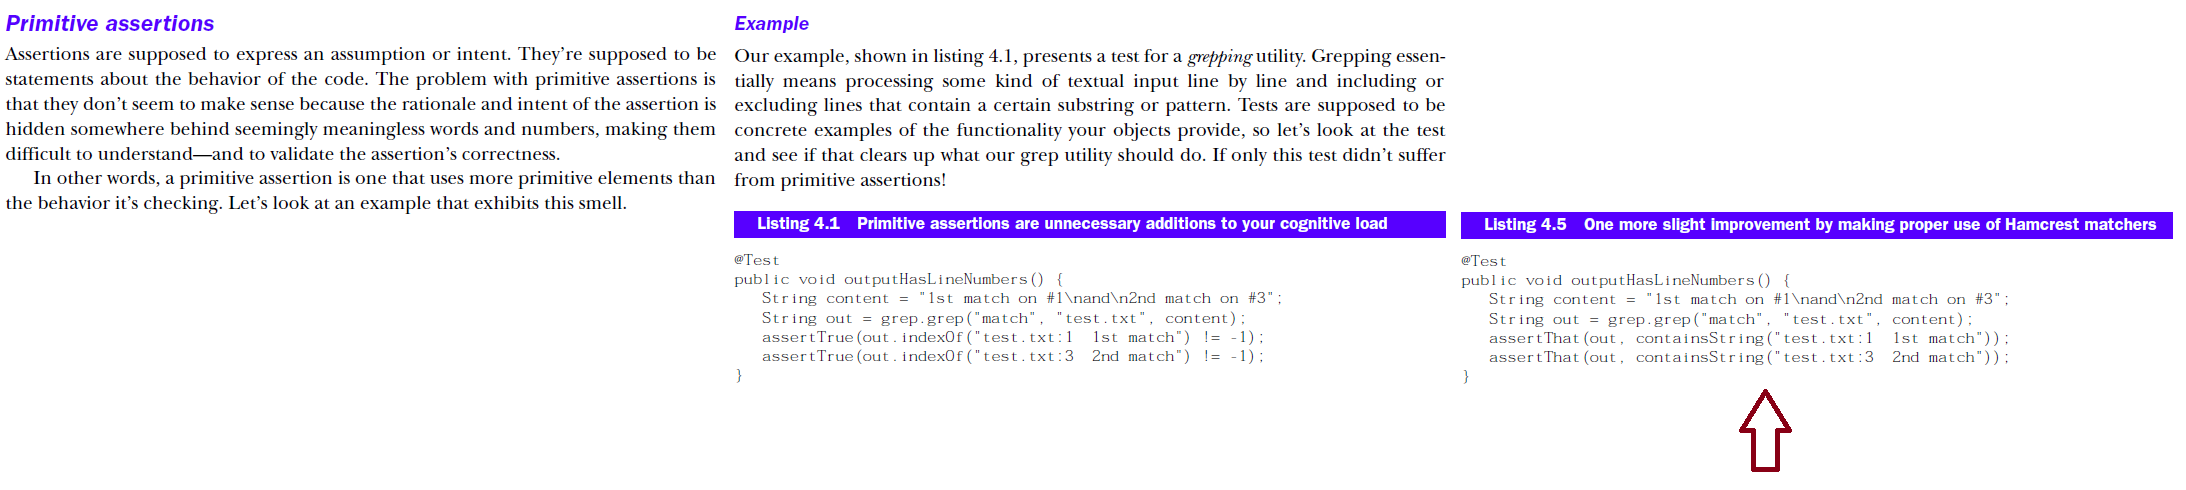 Primitive assertions
Assertions are supposed to express an assumption or intent. They're supposed to be
statements about the behavior of the code. The problem with primitive assertions is
that they don't seem to make sense because the rationale and intent of the assertion is
hidden somewhere behind seemingly meaningless words and numbers, making them
difficult to understand—and to validate the assertion's correctness.
In other words, a primitive assertion is one that uses more primitive elements than
the behavior it's checking. Let's look at an example that exhibits this smell.
Example
Our example, shown in listing 4.1, presents a test for a grepping utility. Grepping essen-
tially means processing some kind of textual input line by line and including or
excluding lines that contain a certain substring or pattern. Tests are supposed to be
concrete examples of the functionality your objects provide, so let's look at the test
and see if that clears up what our grep utility should do. If only this test didn't suffer
from primitive assertions!
Listing 4.1 Primitive assertions are unnecessary additions to your cognitive load
@Test
public void outputHasLineNumbers() {
String content = "1st match on #1\nand\n2nd match on #3";
String out = grep.grep("match", "test.txt", content);
assertTrue(out.indexOf("test.txt:1 1st match") != -1);
assertTrue(out.indexOf("test.txt:3 2nd match") != -1);
}
Listing 4.5 One more slight improvement by making proper use of Hamcrest matchers
@Test
public void outputHasLineNumbers() {
String content = "1st match on #1\nand\n2nd match on #3";
String out = grep.grep("match", "test.txt", content);
assertThat(out, containsString("test.txt:1 1st match"));
assertThat(out, containsString("test.txt:3 2nd match"));
}